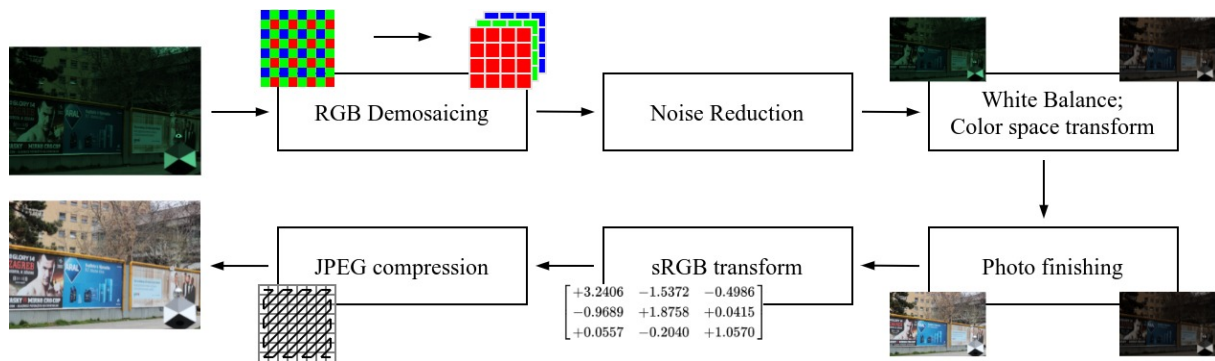 RGB Demosaicing
Noise Reduction
White Balance;
Color space transform
JPEG compression
sRGB transform
Photo finishing
+3.2406 −1.5372 −0.4986
−0.9689 +1.8758 +0.0415
+0.0557 −0.2040 +1.0570